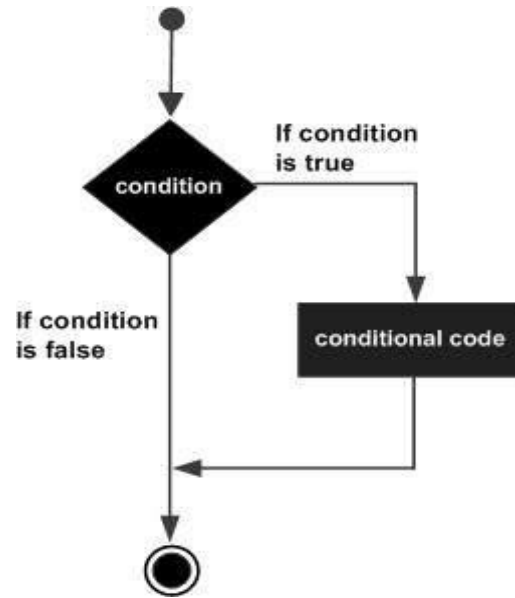 If condition
is true
condition
If condition
is false
conditional code